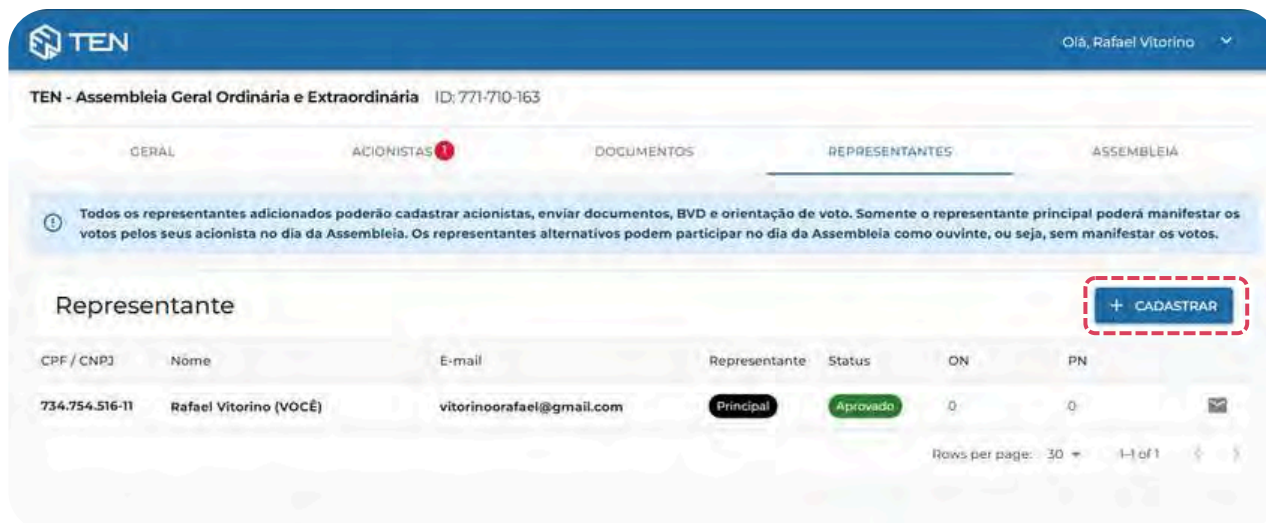 TEN
Olá, Rafael Vitorino
TEN - Assembleia Geral Ordinária e Extraordinária ID: 771-710-163
GERAL ACIONISTAS 1 DOCUMENTOS REPRESENTANTES ASSEMBLEIA
Todos os representantes adicionados poderão cadastrar acionistas, enviar documentos, BVD e orientação de voto. Somente o representante principal poderá manifestar os
votos pelos seus acionista no dia da Assembleia. Os representantes alternativos podem participar no dia da Assembleia como ouvinte, ou seja, sem manifestar os votos.
Representante
+ CADASTRAR
CPF / CNPJ Nome E-mail Representante Status ON PN
734.754.516-11 Rafael Vitorino (VOCÊ) vitorinoorafael@gmail.com Principal Aprovado 0 0
Rows per page: 30 1-1 of 1